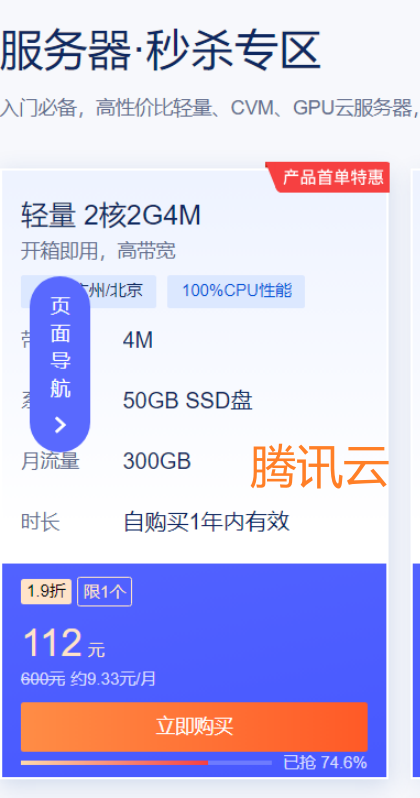 服务器·秒杀专区
入门必备，高性价比轻量、CVM、GPU云服务器，
产品首单特惠
轻量 2核2G4M
开箱即用，高带宽
州/北京 100%CPU性能
页面导航
4M
50GB SSD盘
月流量 300GB
腾讯云
时长 自购买1年内有效
1.9折 限1个
112 元
600元 约9.33元/月
立即购买
已抢 74.6%